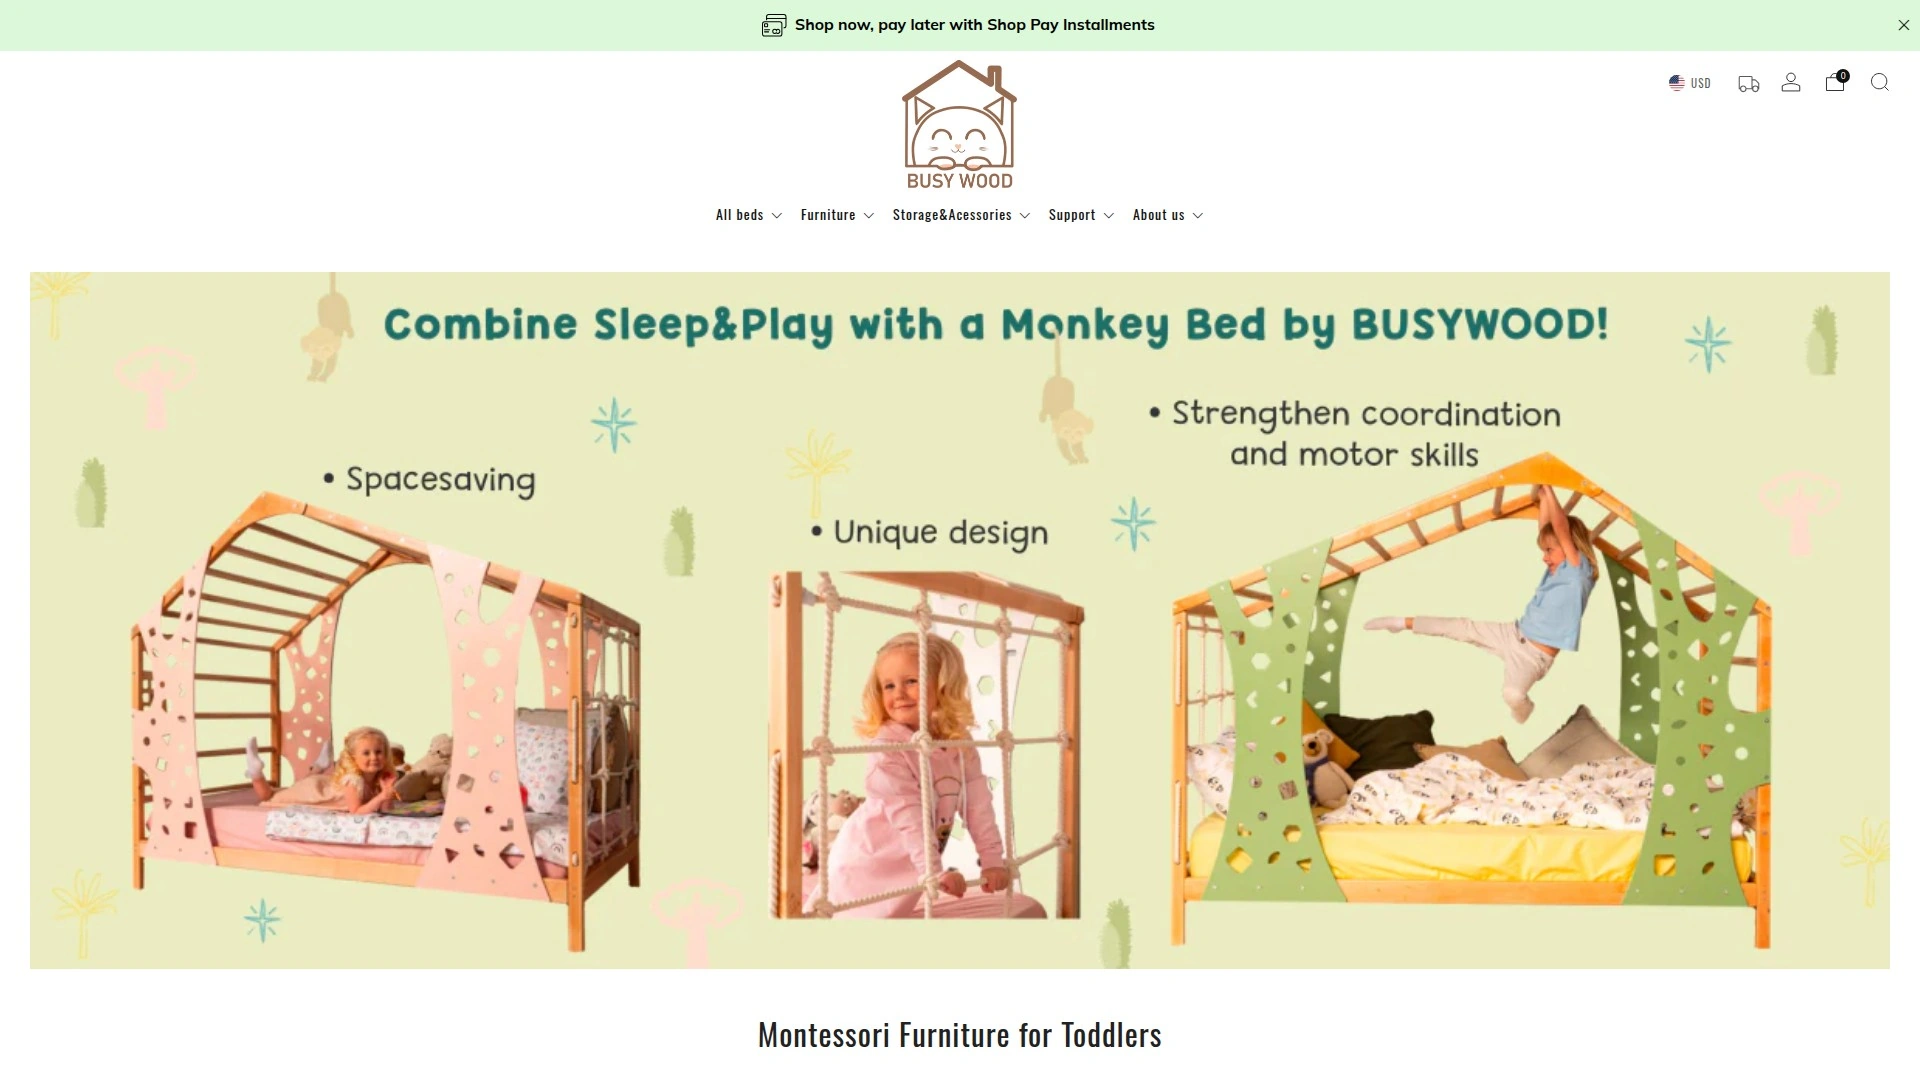 Shop now, pay later with Shop Pay Installments
USD
0
BUSY WOOD
All beds
Furniture
Storage&Acessories
Support
About us
Combine Sleep&Play with a Monkey Bed by BUSYWOOD!
• Strengthen coordination
and motor skills
• Spacesaving
• Unique design
Montessori Furniture for Toddlers